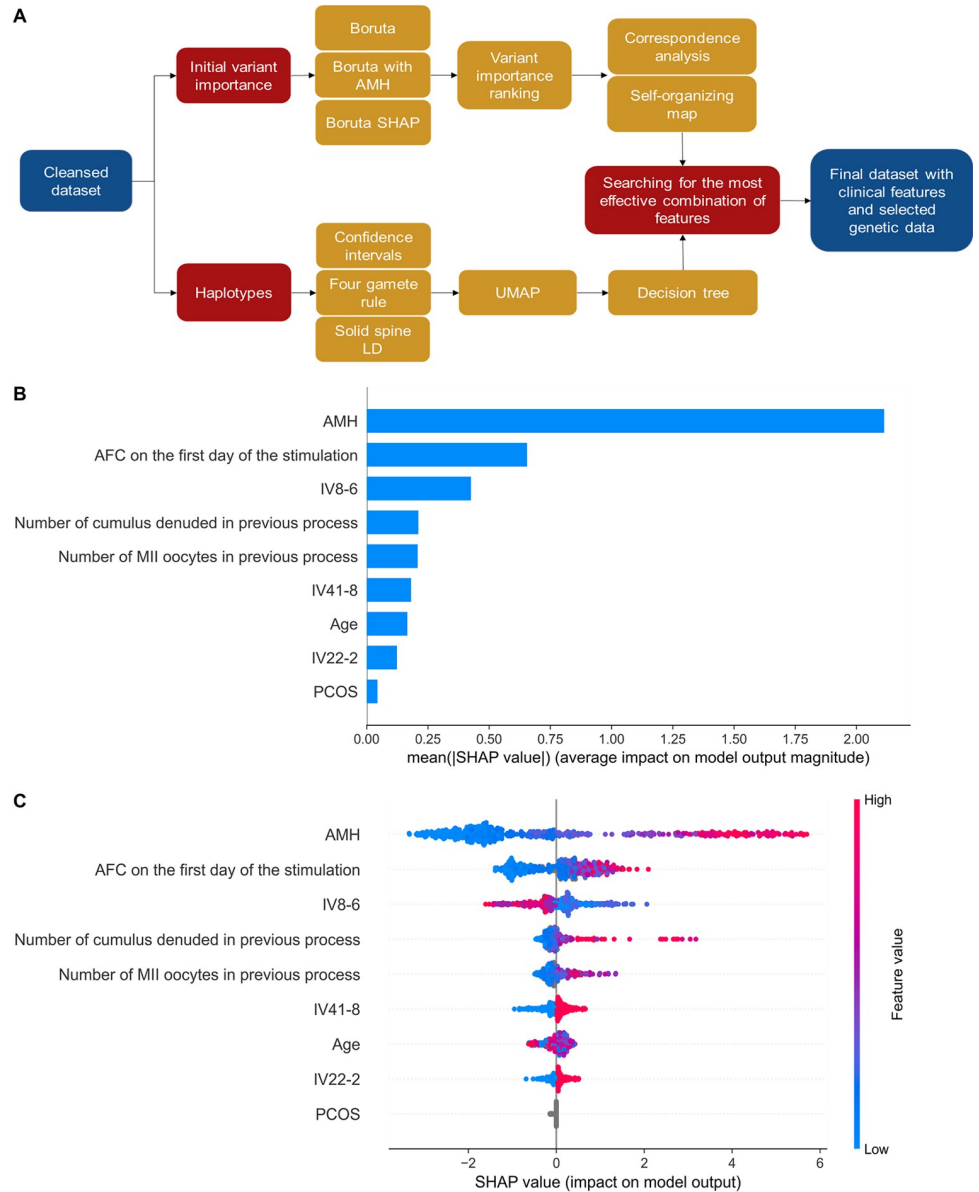 A
Boruta
Initial variant
importance
Boruta with
AMH
Boruta SHAP
Variant
importance
ranking
Correspondence
analysis
Self-organizing
map
Cleansed
dataset
Searching for the most
effective combination of
features
Final dataset with
clinical features
and selected
genetic data
Haplotypes
Confidence
intervals
Four gamete
rule
Solid spine
LD
UMAP
Decision tree
B
AMH
AFC on the first day of the stimulation
IV8-6
Number of cumulus denuded in previous process
Number of MII oocytes in previous process
IV41-8
Age
IV22-2
PCOS
0.00 0.25 0.50 0.75 1.00 1.25 1.50 1.75 2.00
mean(|SHAP value|) (average impact on model output magnitude)
C
High
AMH
AFC on the first day of the stimulation
IV8-6
Number of cumulus denuded in previous process
Number of MII oocytes in previous process
IV41-8
Age
IV22-2
PCOS
Feature value
Low
−2 0 2 4 6
SHAP value (impact on model output)